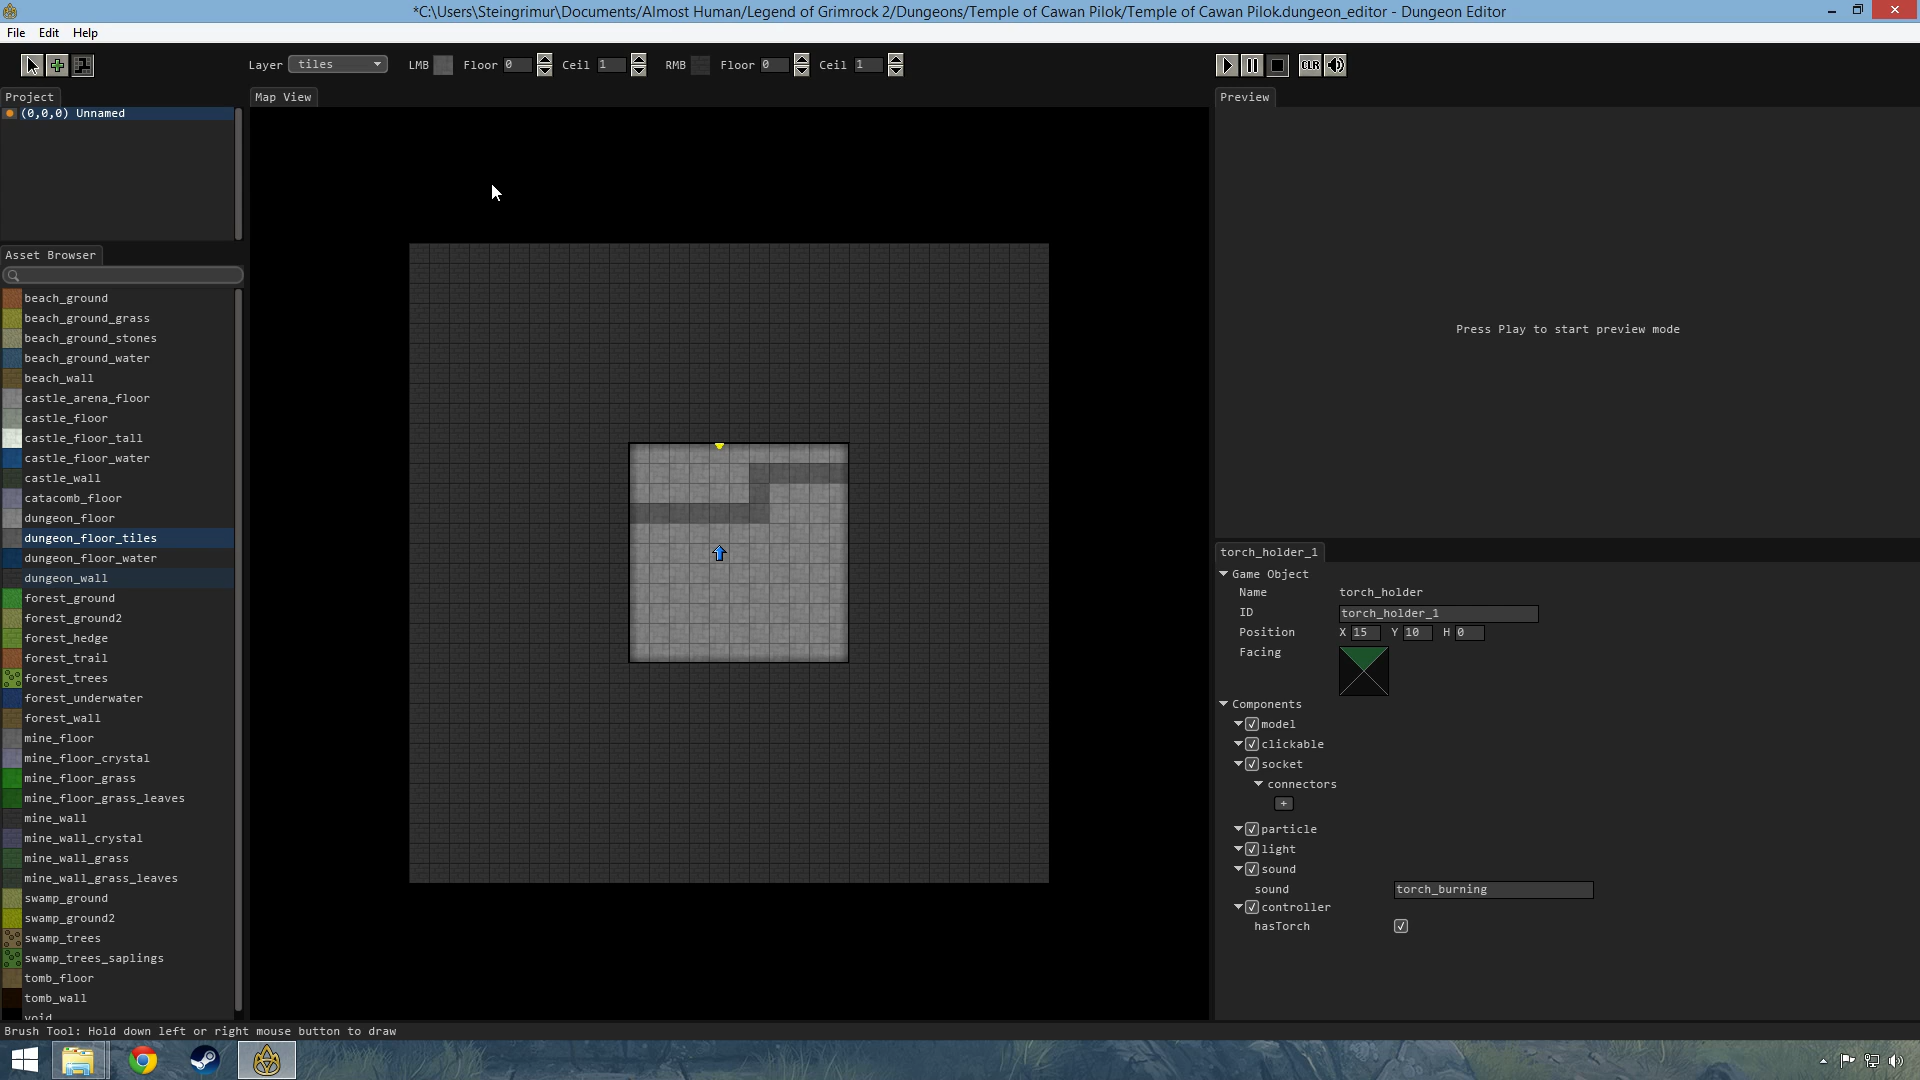 *C:\Users\Steingrimur\Documents/Almost Human/Legend of Grimrock 2/Dungeons/Temple of Cawan Pilok/Temple of Cawan Pilok.dungeon_editor - Dungeon Editor
File Edit Help
Layer tiles LMB Floor 0 Ceil 1 RMB Floor 0 Ceil 1 CLR
Project
(0,0,0) Unnamed
Asset Browser
beach_ground
beach_ground_grass
beach_ground_stones
beach_ground_water
beach_wall
castle_arena_floor
castle_floor
castle_floor_tall
castle_floor_water
castle_wall
catacomb_floor
dungeon_floor
dungeon_floor_tiles
dungeon_floor_water
dungeon_wall
forest_ground
forest_ground2
forest_hedge
forest_trail
forest_trees
forest_underwater
forest_wall
mine_floor
mine_floor_crystal
mine_floor_grass
mine_floor_grass_leaves
mine_wall
mine_wall_crystal
mine_wall_grass
mine_wall_grass_leaves
swamp_ground
swamp_ground2
swamp_trees
swamp_trees_saplings
tomb_floor
tomb_wall
void
Map View
Preview
Press Play to start preview mode
torch_holder_1
Game Object
Name torch_holder
ID torch_holder_1
Position X 15 Y 10 H 0
Facing
Components
model
clickable
socket
connectors
+
particle
light
sound
sound torch_burning
controller
hasTorch
Brush Tool: Hold down left or right mouse button to draw